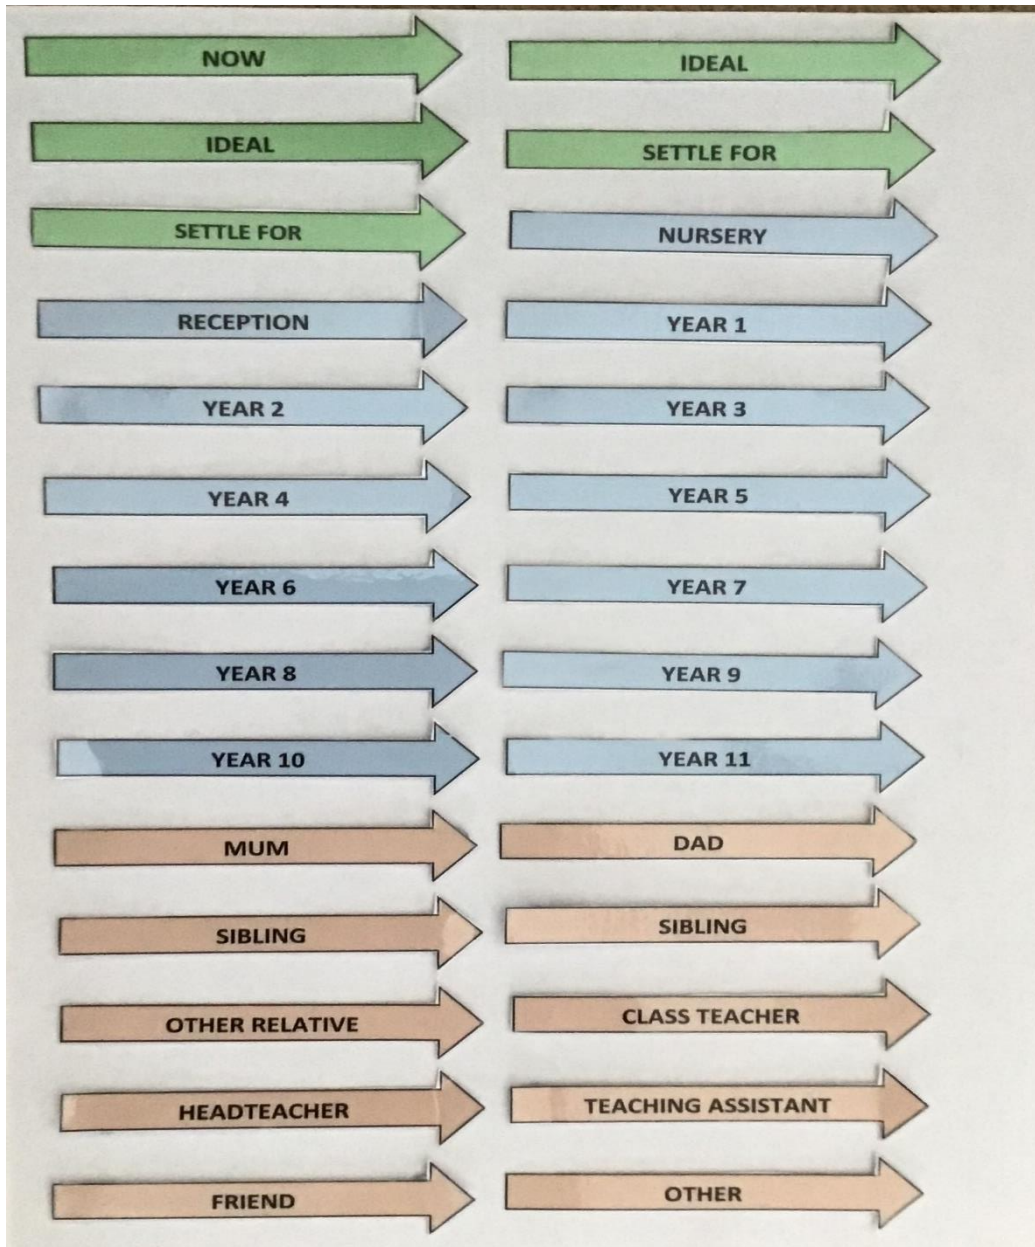 NOW
IDEAL
IDEAL
SETTLE FOR
SETTLE FOR
NURSERY
RECEPTION
YEAR 1
YEAR 2
YEAR 3
YEAR 4
YEAR 5
YEAR 6
YEAR 7
YEAR 8
YEAR 9
YEAR 10
YEAR 11
MUM
DAD
SIBLING
SIBLING
OTHER RELATIVE
CLASS TEACHER
HEADTEACHER
TEACHING ASSISTANT
FRIEND
OTHER